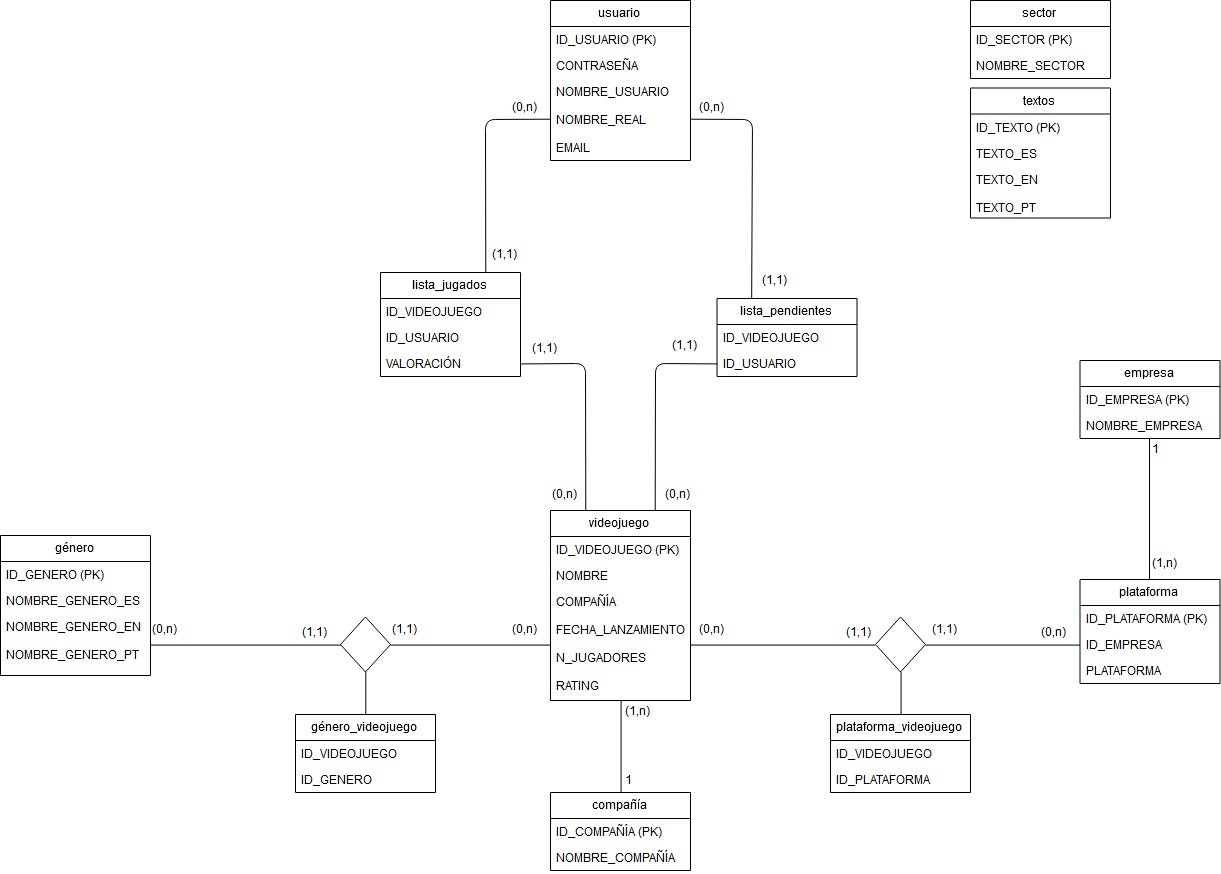 usuario
ID_USUARIO (PK)
CONTRASEÑA
NOMBRE_USUARIO
NOMBRE_REAL
EMAIL
sector
ID_SECTOR (PK)
NOMBRE_SECTOR
textos
ID_TEXTO (PK)
TEXTO_ES
TEXTO_EN
TEXTO_PT
(0,n)
(0,n)
(1,1)
(1,1)
lista_jugados
ID_VIDEOJUEGO
ID_USUARIO
VALORACIÓN
(1,1)
lista_pendientes
ID_VIDEOJUEGO
ID_USUARIO
(1,1)
empresa
ID_EMPRESA (PK)
NOMBRE_EMPRESA
1
(1,n)
(0,n)
(0,n)
género
ID_GENERO (PK)
NOMBRE_GENERO_ES
NOMBRE_GENERO_EN
NOMBRE_GENERO_PT
(0,n)
(1,1)
(1,1)
(0,n)
videojuego
ID_VIDEOJUEGO (PK)
NOMBRE
COMPAÑÍA
FECHA_LANZAMIENTO
N_JUGADORES
RATING
(0,n)
(1,1)
(1,1)
(0,n)
plataforma
ID_PLATAFORMA (PK)
ID_EMPRESA
PLATAFORMA
género_videojuego
ID_VIDEOJUEGO
ID_GENERO
(1,n)
1
plataforma_videojuego
ID_VIDEOJUEGO
ID_PLATAFORMA
compañía
ID_COMPAÑÍA (PK)
NOMBRE_COMPAÑÍA